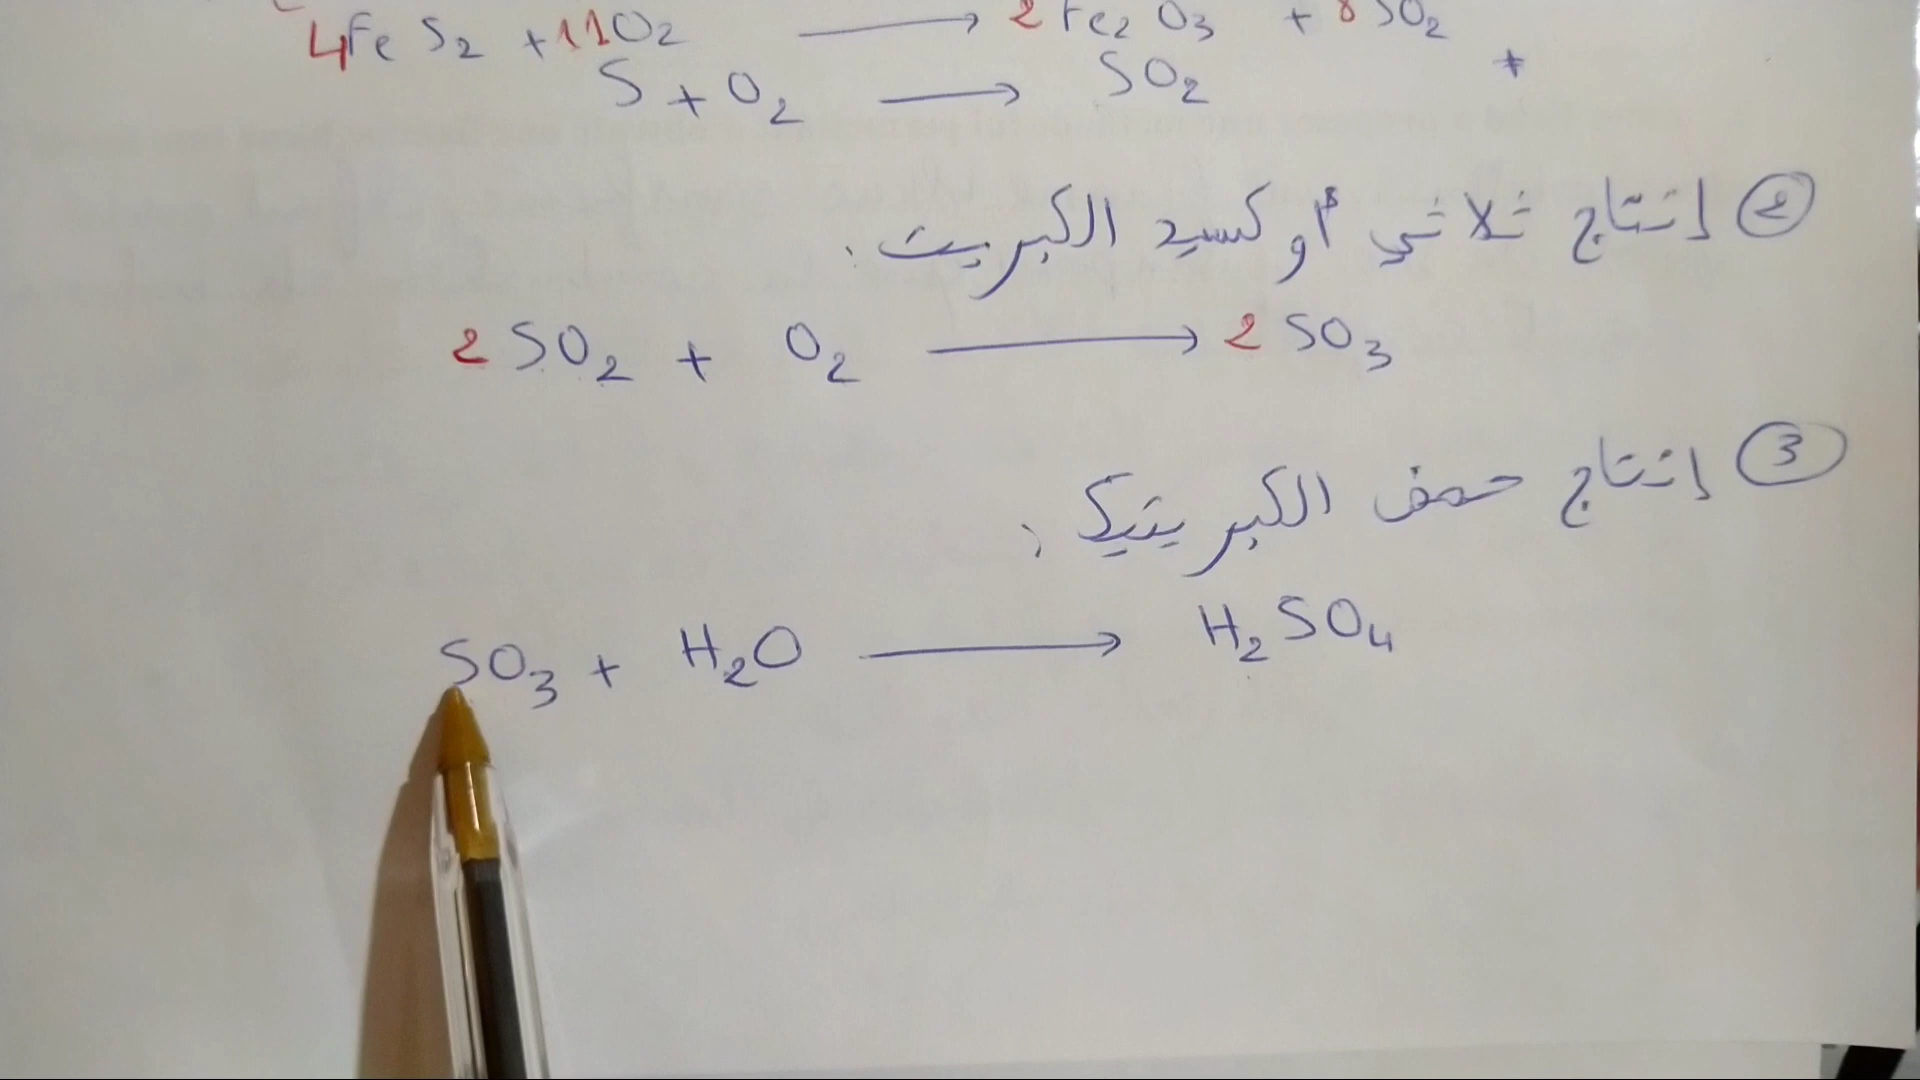 4FeS₂ + 11O₂ ⟶ 2Fe₂O₃ + 8SO₂
S + O₂ ⟶ SO₂ +
② إنتاج ثلاثي أوكسيد الكبريت.
2SO₂ + O₂ ⟶ 2SO₃
③ إنتاج حمض الكبريتيك.
SO₃ + H₂O ⟶ H₂SO₄